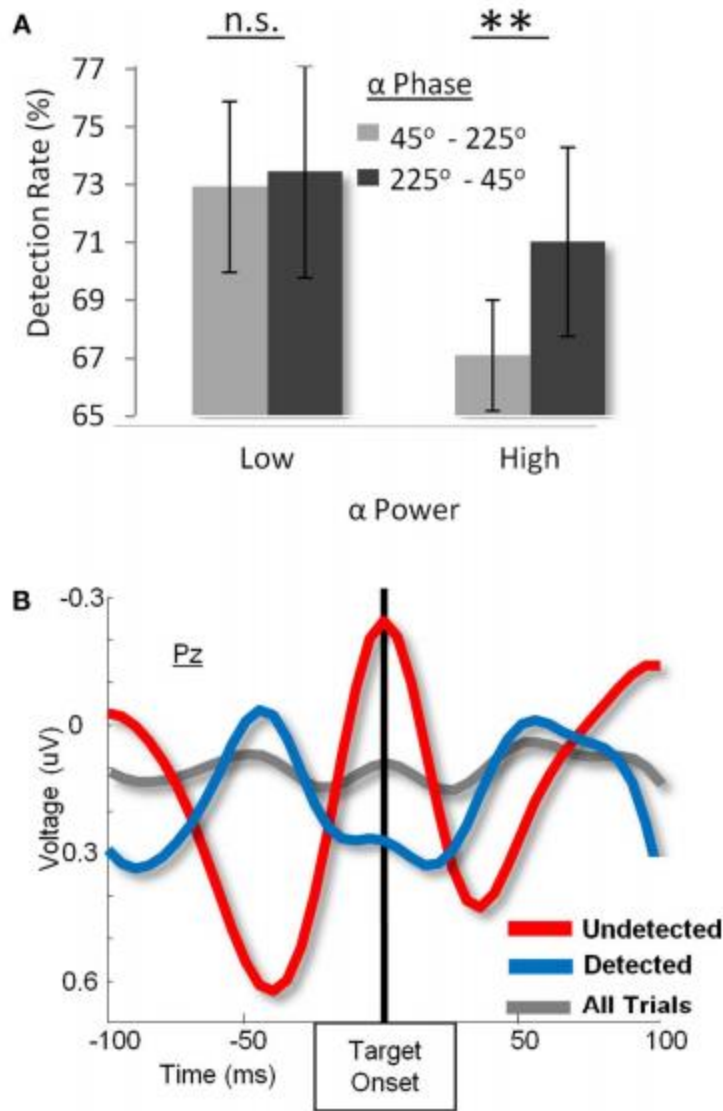 A
n.s.
**
77
α Phase
45° - 225°
225° - 45°
75
73
71
69
67
65
Detection Rate (%)
Low
High
α Power
B
-0.3
Pz
0
Voltage (uV)
0.3
0.6
Undetected
Detected
All Trials
-100
-50
50
100
Time (ms)
Target
Onset